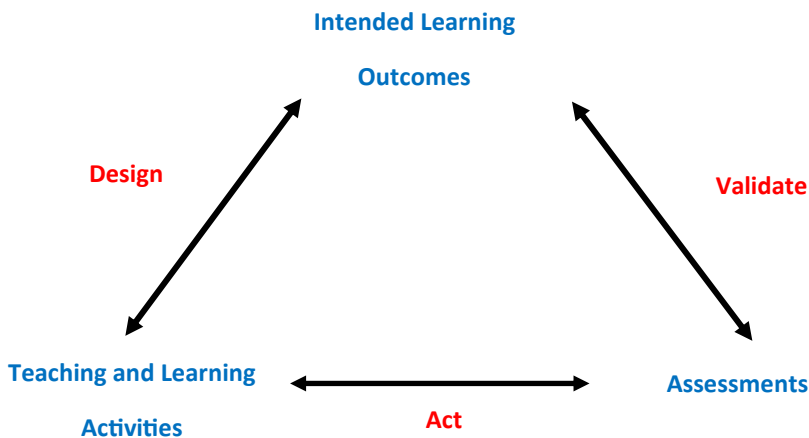 Intended Learning
Outcomes
Design
Validate
Teaching and Learning
Activities
Act
Assessments